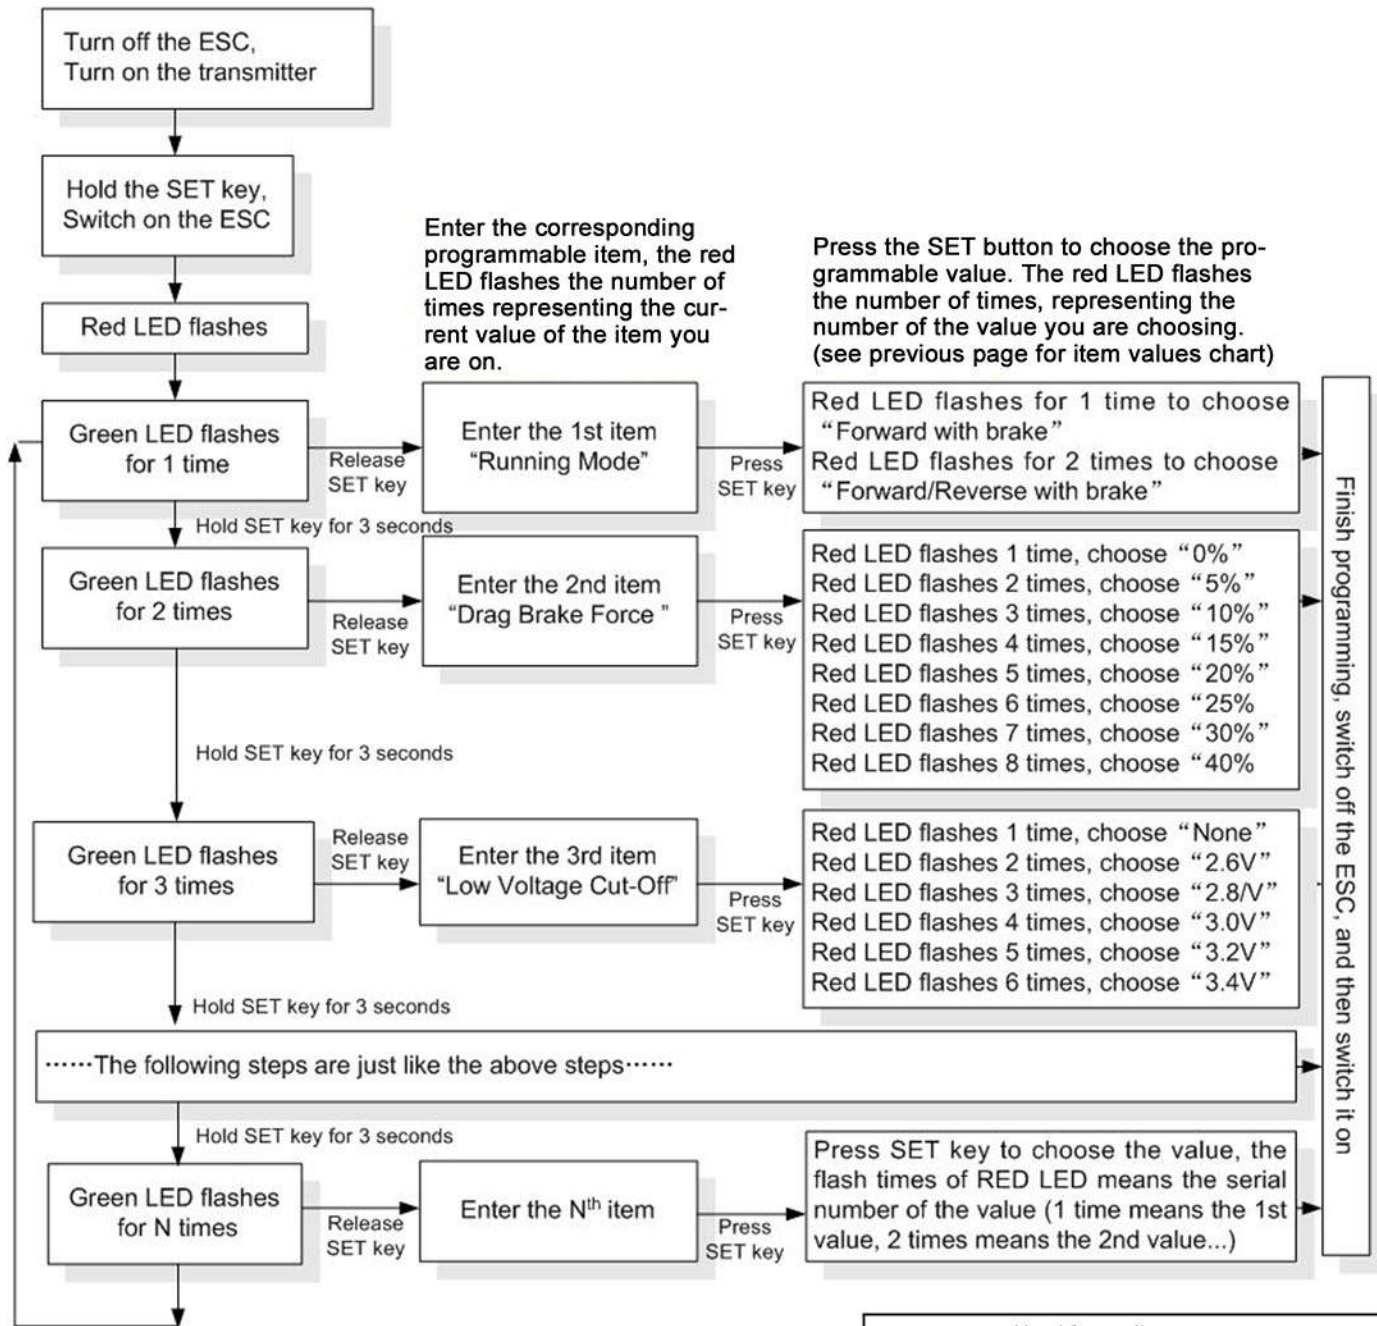 Turn off the ESC,
Turn on the transmitter
Hold the SET key,
Switch on the ESC
Red LED flashes
Enter the corresponding
programmable item, the red
LED flashes the number of
times representing the cur-
rent value of the item you
are on.
Press the SET button to choose the pro-
grammable value. The red LED flashes
the number of times, representing the
number of the value you are choosing.
(see previous page for item values chart)
Green LED flashes
for 1 time
Release
SET key
Enter the 1st item
“Running Mode”
Press
SET key
Red LED flashes for 1 time to choose
“Forward with brake”
Red LED flashes for 2 times to choose
“Forward/Reverse with brake”
Hold SET key for 3 seconds
Green LED flashes
for 2 times
Release
SET key
Enter the 2nd item
“Drag Brake Force ”
Press
SET key
Red LED flashes 1 time, choose “0%”
Red LED flashes 2 times, choose “5%”
Red LED flashes 3 times, choose “10%”
Red LED flashes 4 times, choose “15%”
Red LED flashes 5 times, choose “20%”
Red LED flashes 6 times, choose “25%
Red LED flashes 7 times, choose “30%”
Red LED flashes 8 times, choose “40%
Hold SET key for 3 seconds
Green LED flashes
for 3 times
Release
SET key
Enter the 3rd item
“Low Voltage Cut-Off”
Press
SET key
Red LED flashes 1 time, choose “None”
Red LED flashes 2 times, choose “2.6V”
Red LED flashes 3 times, choose “2.8/V”
Red LED flashes 4 times, choose “3.0V”
Red LED flashes 5 times, choose “3.2V”
Red LED flashes 6 times, choose “3.4V”
Hold SET key for 3 seconds
······The following steps are just like the above steps······
Hold SET key for 3 seconds
Green LED flashes
for N times
Release
SET key
Enter the Nth item
Press
SET key
Press SET key to choose the value, the
flash times of RED LED means the serial
number of the value (1 time means the 1st
value, 2 times means the 2nd value...)
Finish programming, switch off the ESC, and then switch it on